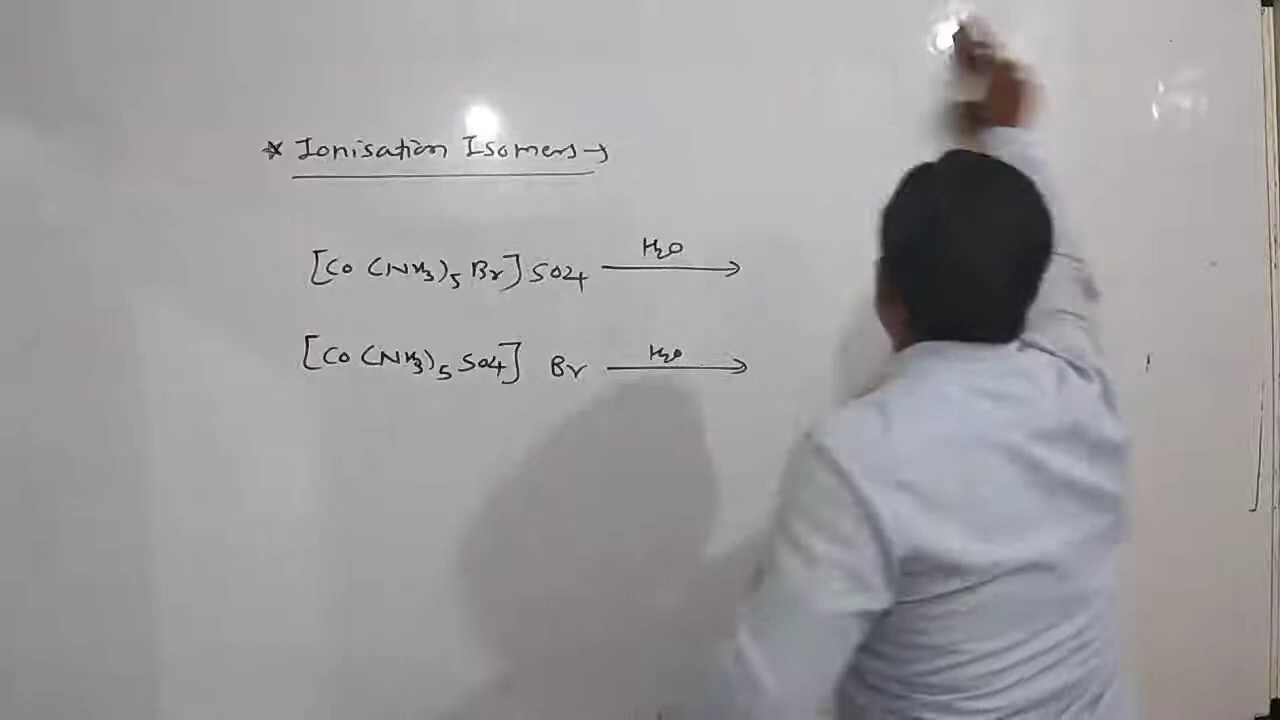 * Ionisation Isomers →
[Co (NH3)5 Br] SO4 H2O →
[Co (NH3)5 SO4] Br H2O →